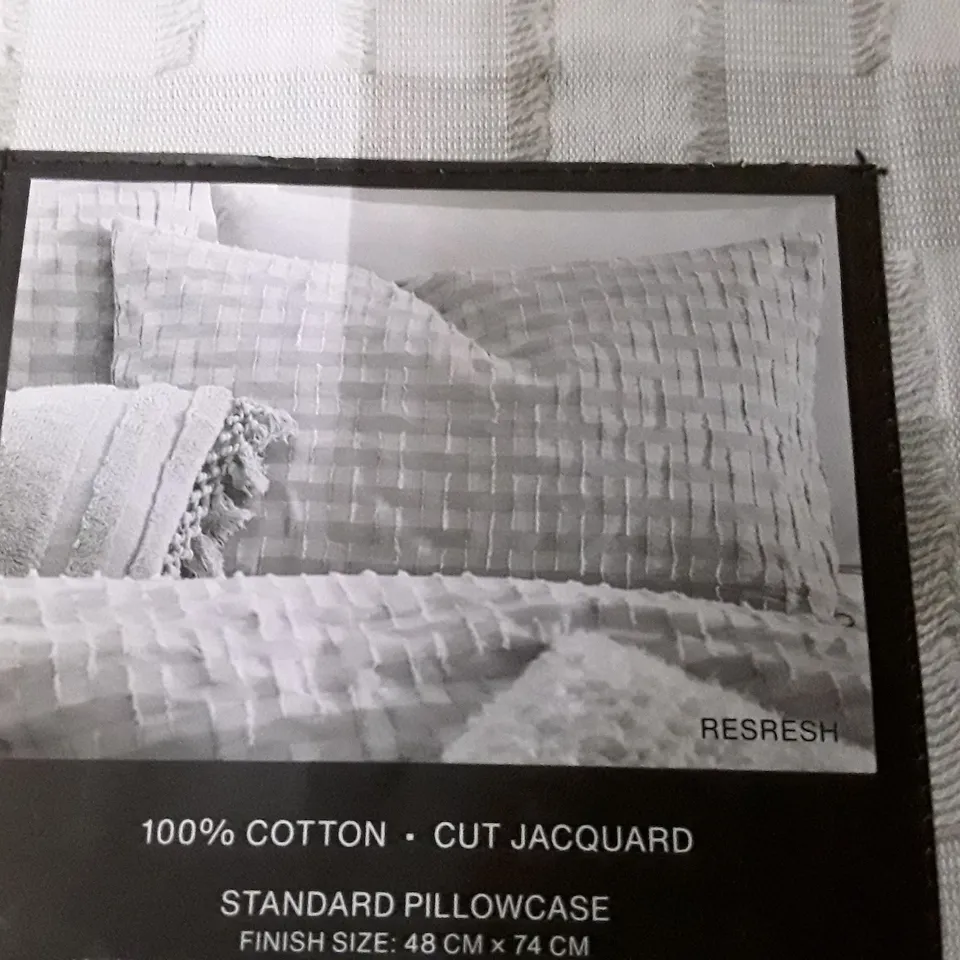 RESRESH
100% COTTON · CUT JACQUARD
STANDARD PILLOWCASE
FINISH SIZE: 48 CM × 74 CM